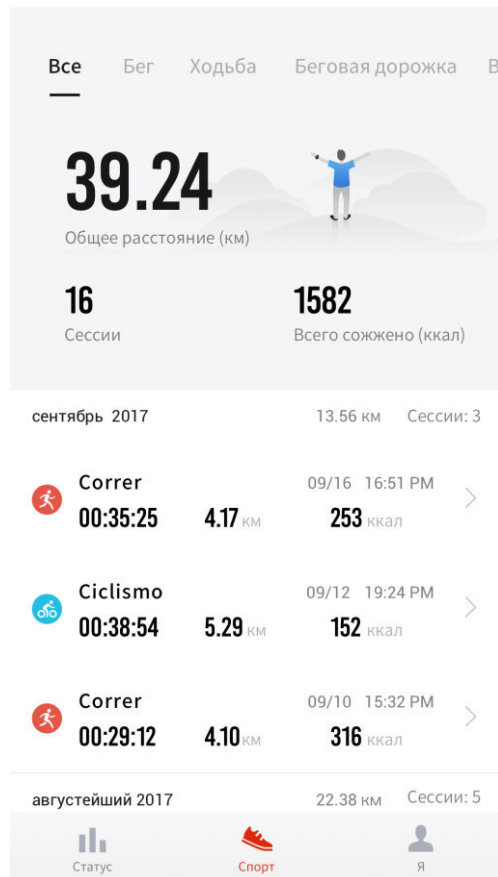 Все Бег Ходьба Беговая дорожка В
39.24
Общее расстояние (км)
16 1582
Сессии Всего сожжено (ккал)
сентябрь 2017 13.56 км Сессии: 3
Correr 09/16 16:51 PM
00:35:25 4.17 км 253 ккал
Ciclismo 09/12 19:24 PM
00:38:54 5.29 км 152 ккал
Correr 09/10 15:32 PM
00:29:12 4.10 км 316 ккал
августейший 2017 22.38 км Сессии: 5
Статус Спорт Я